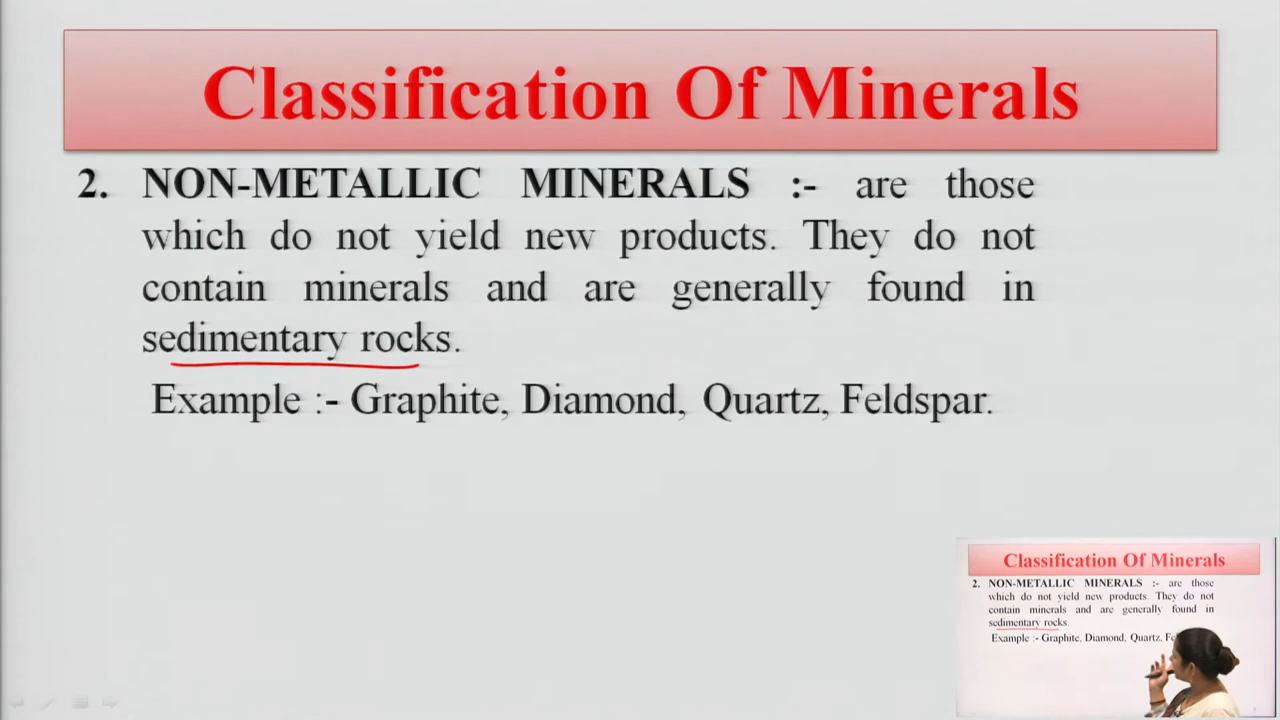 Classification Of Minerals
2. NON-METALLIC MINERALS :- are those
which do not yield new products. They do not
contain minerals and are generally found in
sedimentary rocks.
Example :- Graphite, Diamond, Quartz, Feldspar.
Classification Of Minerals
2. NON-METALLIC MINERALS :- are those
which do not yield new products. They do not
contain minerals and are generally found in
sedimentary rocks.
Example :- Graphite, Diamond, Quartz,